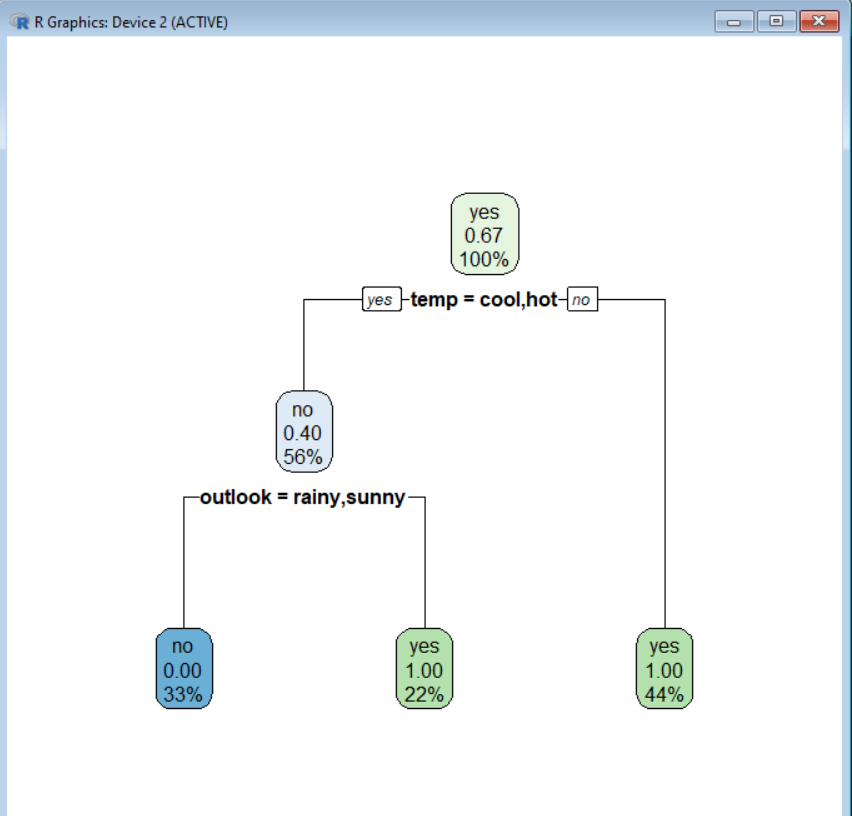 R Graphics: Device 2 (ACTIVE)
yes
0.67
100%
yes temp = cool,hot no
no
0.40
56%
outlook = rainy,sunny
no
0.00
33%
yes
1.00
22%
yes
1.00
44%